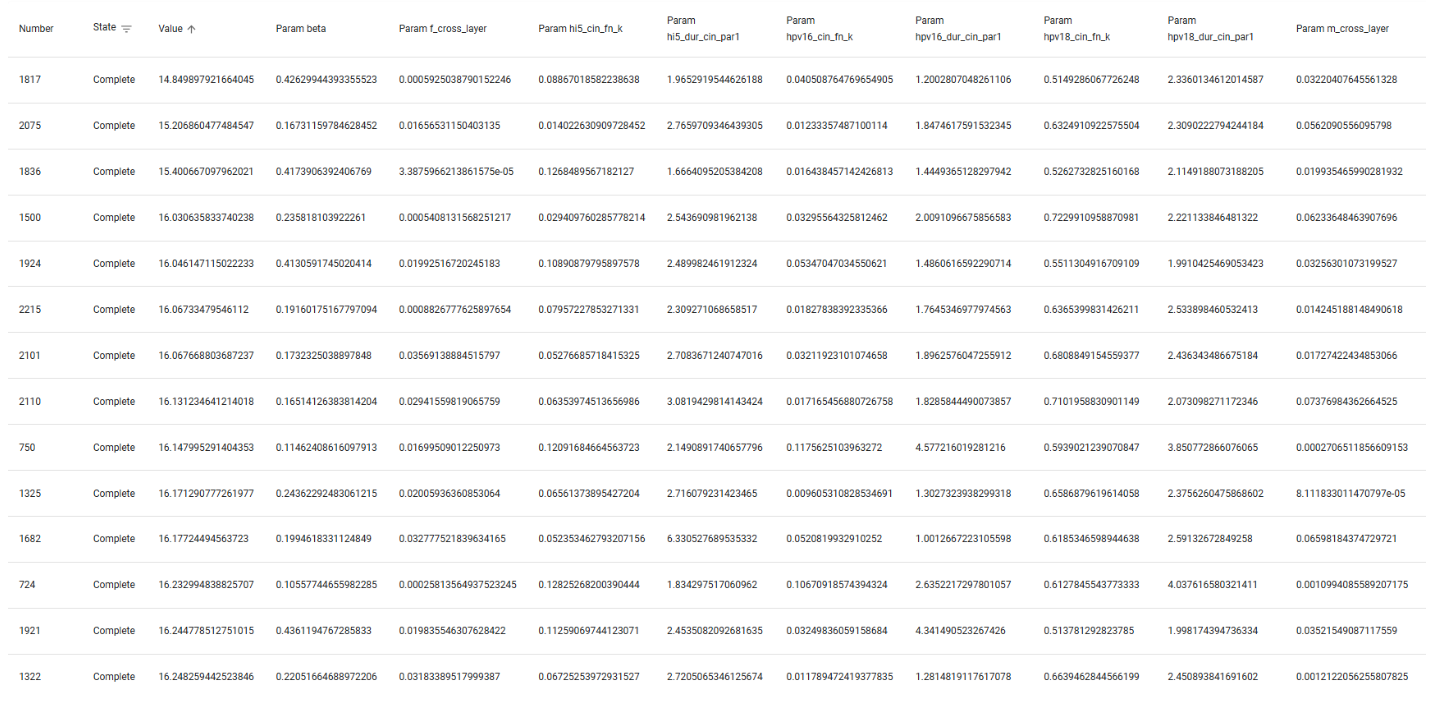 Number State Value Param beta Param f_cross_layer Param hi5_cin_fn_k Param hi5_dur_cin_par1 Param hpv16_cin_fn_k Param hpv16_dur_cin_par1 Param hpv18_cin_fn_k Param hpv18_dur_cin_par1 Param m_cross_layer
1817 Complete 14.849897921664045 0.42629944393355523 0.0005925038790152246 0.08867018582238638 1.9652919544626188 0.040508764769654905 1.2002807048261106 0.5149286067726248 2.3360134612014587 0.03220407645561328
2075 Complete 15.206860477484547 0.16731159784628452 0.01656531150403135 0.014022630909728452 2.7659709346439305 0.01233357487100114 1.8474617591532345 0.6324910922575504 2.3090222794244184 0.0562090556095798
1836 Complete 15.400667097962021 0.4173906392406769 3.3875966213861575e-05 0.1268489567182127 1.6664095205384208 0.016438457142426813 1.4449365128297942 0.5262732825160168 2.1149188073188205 0.019935465990281932
1500 Complete 16.030635833740238 0.235818103922261 0.0005408131568251217 0.029409760285778214 2.543690981962138 0.03295564325812462 2.0091096675856583 0.7229910958870981 2.221133846481322 0.06233648463907696
1924 Complete 16.046147115022233 0.4130591745020414 0.01992516720245183 0.10890879795897578 2.489982461912324 0.05347047034550621 1.4860616592290714 0.5511304916709109 1.9910425469053423 0.03256301073199527
2215 Complete 16.06733479546112 0.19160175167797094 0.0008826777625897654 0.07957227853271331 2.309271068658517 0.01827838392335366 1.7645346977974563 0.6365399831426211 2.533898460532413 0.014245188148490618
2101 Complete 16.067668803687237 0.1732325038897848 0.03569138884515797 0.05276685718415325 2.7083671240747016 0.03211923101074658 1.8962576047255912 0.6808849154559377 2.436343486675184 0.01727422434853066
2110 Complete 16.131234641214018 0.16514126383814204 0.02941559819065759 0.06353974513656986 3.0819429814143424 0.017165456880726758 1.8285844490073857 0.7101958830901149 2.073098271172346 0.07376984362664525
750 Complete 16.147995291404353 0.11462408616097913 0.01699509012250973 0.12091684664563723 2.1490891740657796 0.1175625103963272 4.577216019281216 0.5939021239070847 3.850772866076065 0.0002706511856609153
1325 Complete 16.171290777261977 0.24362292483061215 0.02005936360853064 0.06561373895427204 2.716079231423465 0.009605310828534691 1.3027323938299318 0.6586879619614058 2.3756260475868602 8.111833011470797e-05
1682 Complete 16.17724494563723 0.1994618331124849 0.032777521839634165 0.052353462793207156 6.330527689535332 0.0520819932910252 1.0012667223105598 0.6185346598944638 2.59132672849258 0.06598184374729721
724 Complete 16.232994838825707 0.10557744655982285 0.00025813564937523245 0.12825268200390444 1.834297517060962 0.10670918574394324 2.6352217297801057 0.6127845543773333 4.037616580321411 0.0010994085589207175
1921 Complete 16.244778512751015 0.4361194767285833 0.019835546307628422 0.11259069744123071 2.4535082092681635 0.03249836059158684 4.341490523267426 0.513781292823785 1.998174394736334 0.03521549087117559
1322 Complete 16.248259442523846 0.22051664688972206 0.03183389517999387 0.06725253972931527 2.7205065346125674 0.011789472419377835 1.2814819117617078 0.6639462844566199 2.450893841691602 0.0012122056255807825